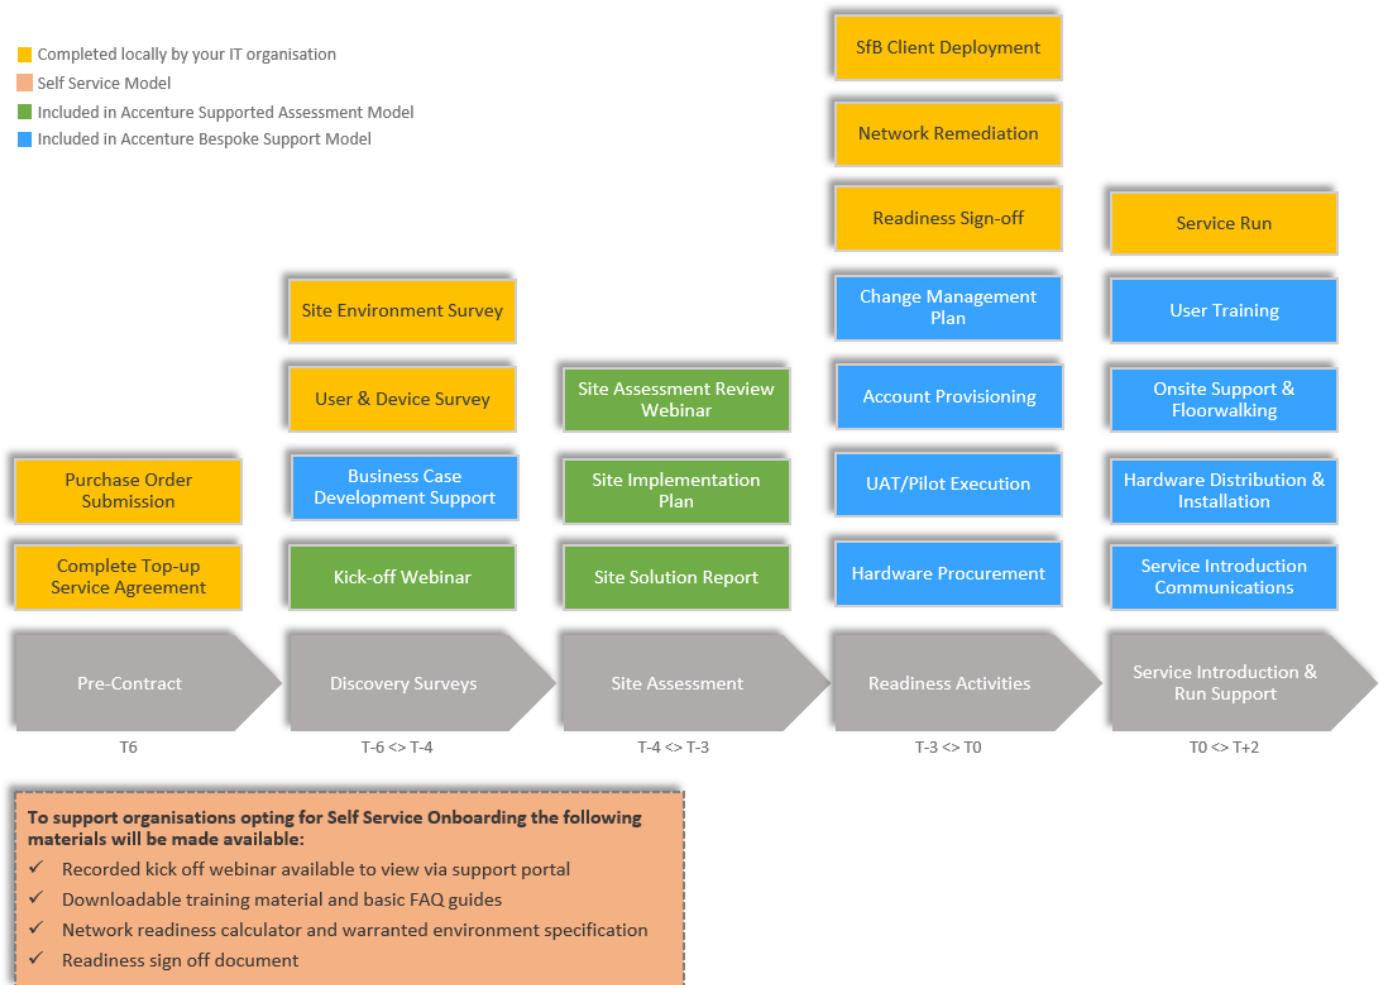 Completed locally by your IT organisation
Self Service Model
Included in Accenture Supported Assessment Model
Included in Accenture Bespoke Support Model
Purchase Order
Submission
Complete Top-up
Service Agreement
Site Environment Survey
User & Device Survey
Business Case
Development Support
Kick-off Webinar
Site Assessment Review
Webinar
Site Implementation
Plan
Site Solution Report
SfB Client Deployment
Network Remediation
Readiness Sign-off
Change Management
Plan
Account Provisioning
UAT/Pilot Execution
Hardware Procurement
Service Run
User Training
Onsite Support &
Floorwalking
Hardware Distribution &
Installation
Service Introduction
Communications
Pre-Contract
Discovery Surveys
Site Assessment
Readiness Activities
Service Introduction &
Run Support
T6
T-6 <> T-4
T-4 <> T-3
T-3 <> T0
T0 <> T+2
To support organisations opting for Self Service Onboarding the following
materials will be made available:
✓ Recorded kick off webinar available to view via support portal
✓ Downloadable training material and basic FAQ guides
✓ Network readiness calculator and warranted environment specification
✓ Readiness sign off document